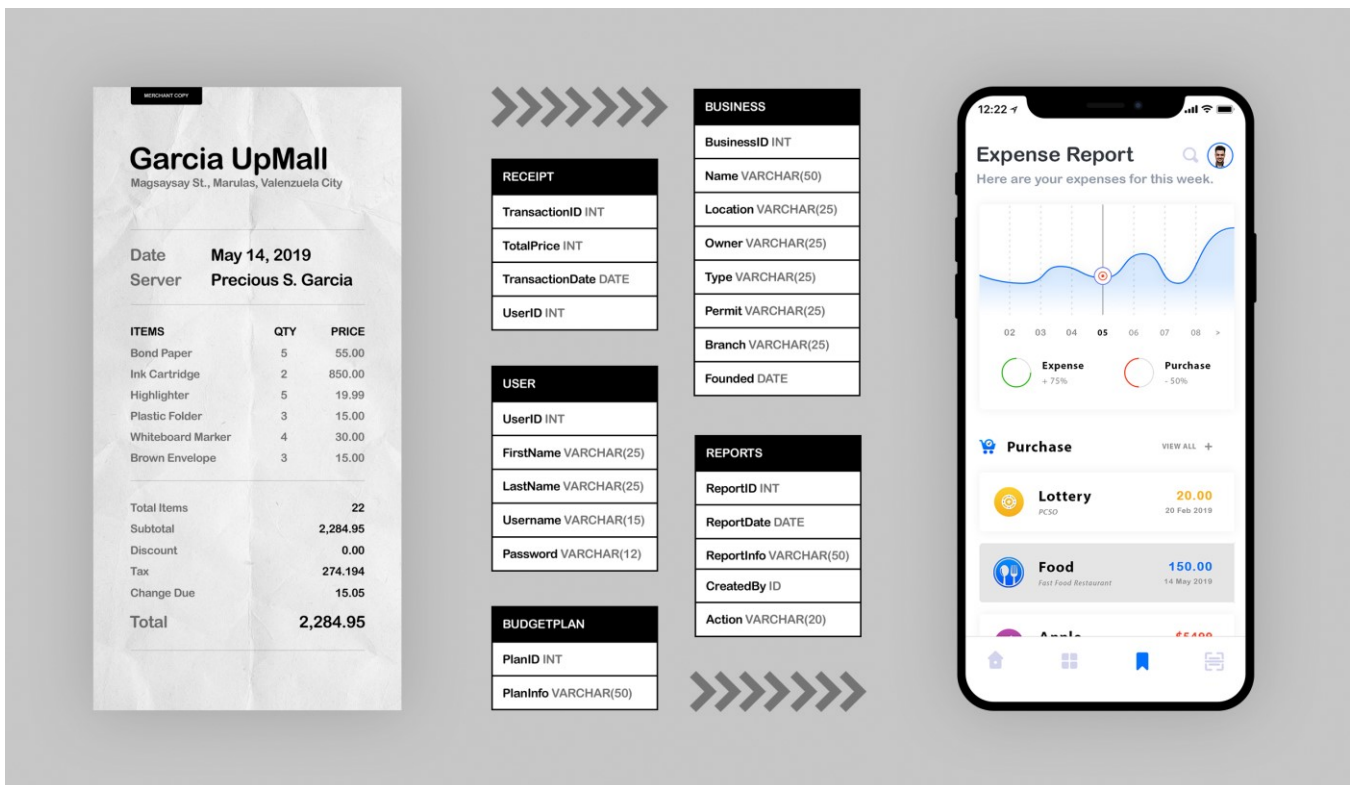 MERCHANT COPY
Garcia UpMall
Magsaysay St., Marulas, Valenzuela City
Date May 14, 2019
Server Precious S. Garcia
ITEMS QTY PRICE
Bond Paper 5 55.00
Ink Cartridge 2 850.00
Highlighter 5 19.99
Plastic Folder 3 15.00
Whiteboard Marker 4 30.00
Brown Envelope 3 15.00
Total Items 22
Subtotal 2,284.95
Discount 0.00
Tax 274.194
Change Due 15.05
Total 2,284.95
RECEIPT
TransactionID INT
TotalPrice INT
TransactionDate DATE
UserID INT
USER
UserID INT
FirstName VARCHAR(25)
LastName VARCHAR(25)
Username VARCHAR(15)
Password VARCHAR(12)
BUDGETPLAN
PlanID INT
PlanInfo VARCHAR(50)
BUSINESS
BusinessID INT
Name VARCHAR(50)
Location VARCHAR(25)
Owner VARCHAR(25)
Type VARCHAR(25)
Permit VARCHAR(25)
Branch VARCHAR(25)
Founded DATE
REPORTS
ReportID INT
ReportDate DATE
ReportInfo VARCHAR(50)
CreatedBy ID
Action VARCHAR(20)
12:22
Expense Report
Here are your expenses for this week.
02 03 04 05 06 07 08 >
Expense
+ 75%
Purchase
- 50%
Purchase VIEW ALL +
Lottery 20.00
PCSO 20 Feb 2019
Food 150.00
Fast Food Restaurant 14 May 2019
Apple